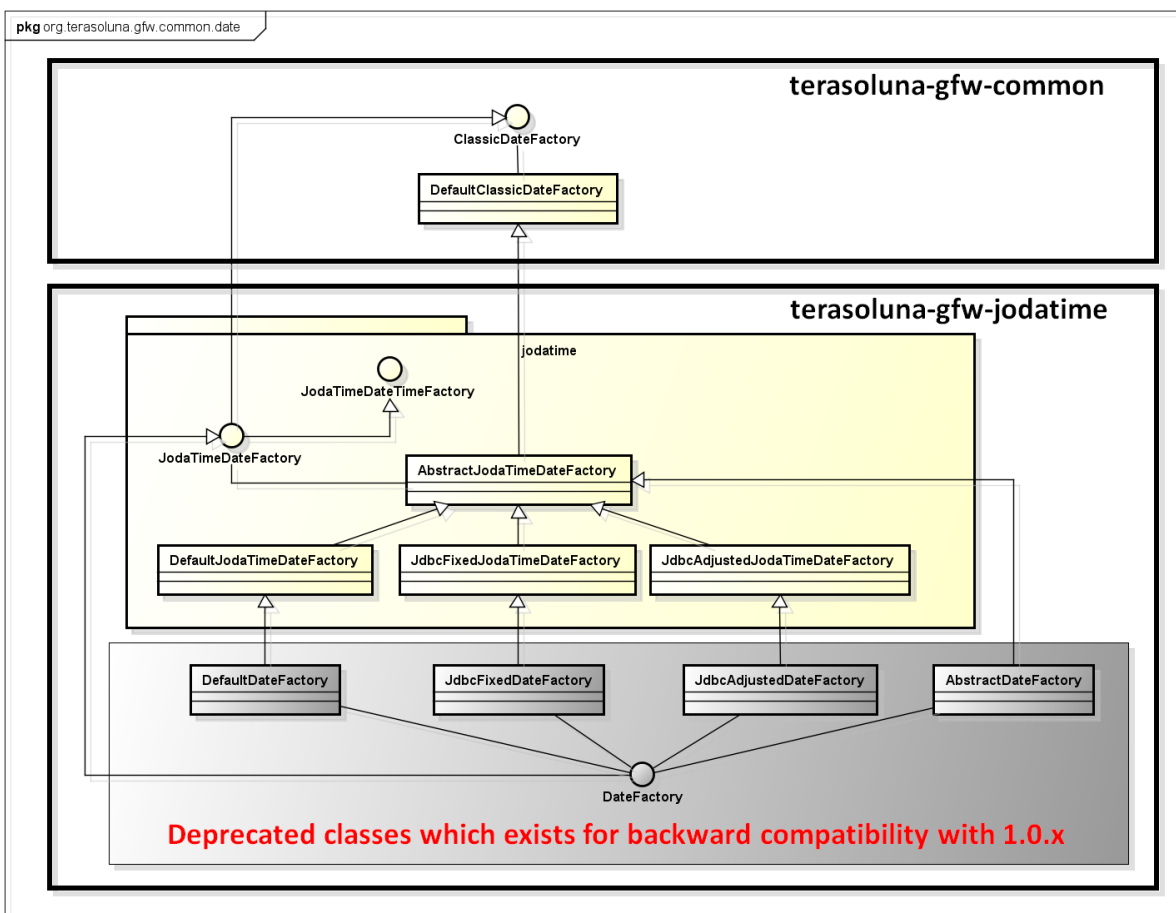 pkg org.terasoluna.gfw.common.date
terasoluna-gfw-common
ClassicDateFactory
DefaultClassicDateFactory
terasoluna-gfw-jodatime
jodatime
JodaTimeDateTimeFactory
JodaTimeDateFactory
AbstractJodaTimeDateFactory
DefaultJodaTimeDateFactory
JdbcFixedJodaTimeDateFactory
JdbcAdjustedJodaTimeDateFactory
DefaultDateFactory
JdbcFixedDateFactory
JdbcAdjustedDateFactory
AbstractDateFactory
DateFactory
Deprecated classes which exists for backward compatibility with 1.0.x